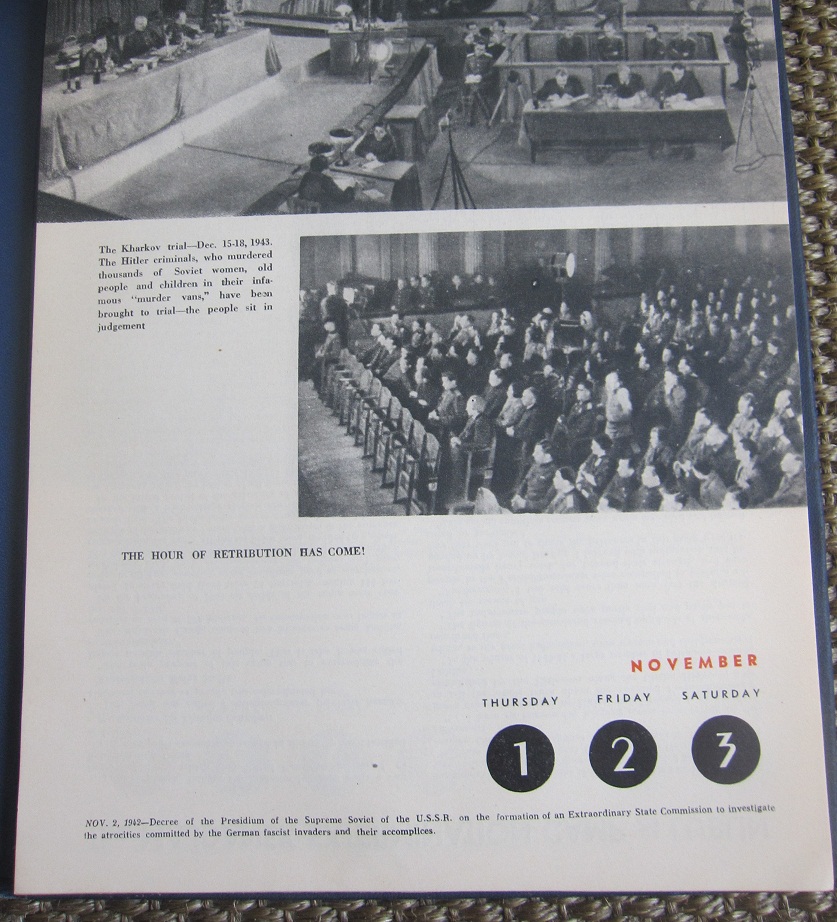 The Kharkov trial—Dec. 15-18, 1943.
The Hitler criminals, who murdered
thousands of Soviet women, old
people and children in their infa-
mous "murder vans," have been
brought to trial—the people sit in
judgement
THE HOUR OF RETRIBUTION HAS COME!
NOVEMBER
THURSDAY FRIDAY SATURDAY
1 2 3
NOV. 2, 1942—Decree of the Presidium of the Supreme Soviet of the U.S.S.R. on the formation of an Extraordinary State Commission to investigate
the atrocities committed by the German fascist invaders and their accomplices.